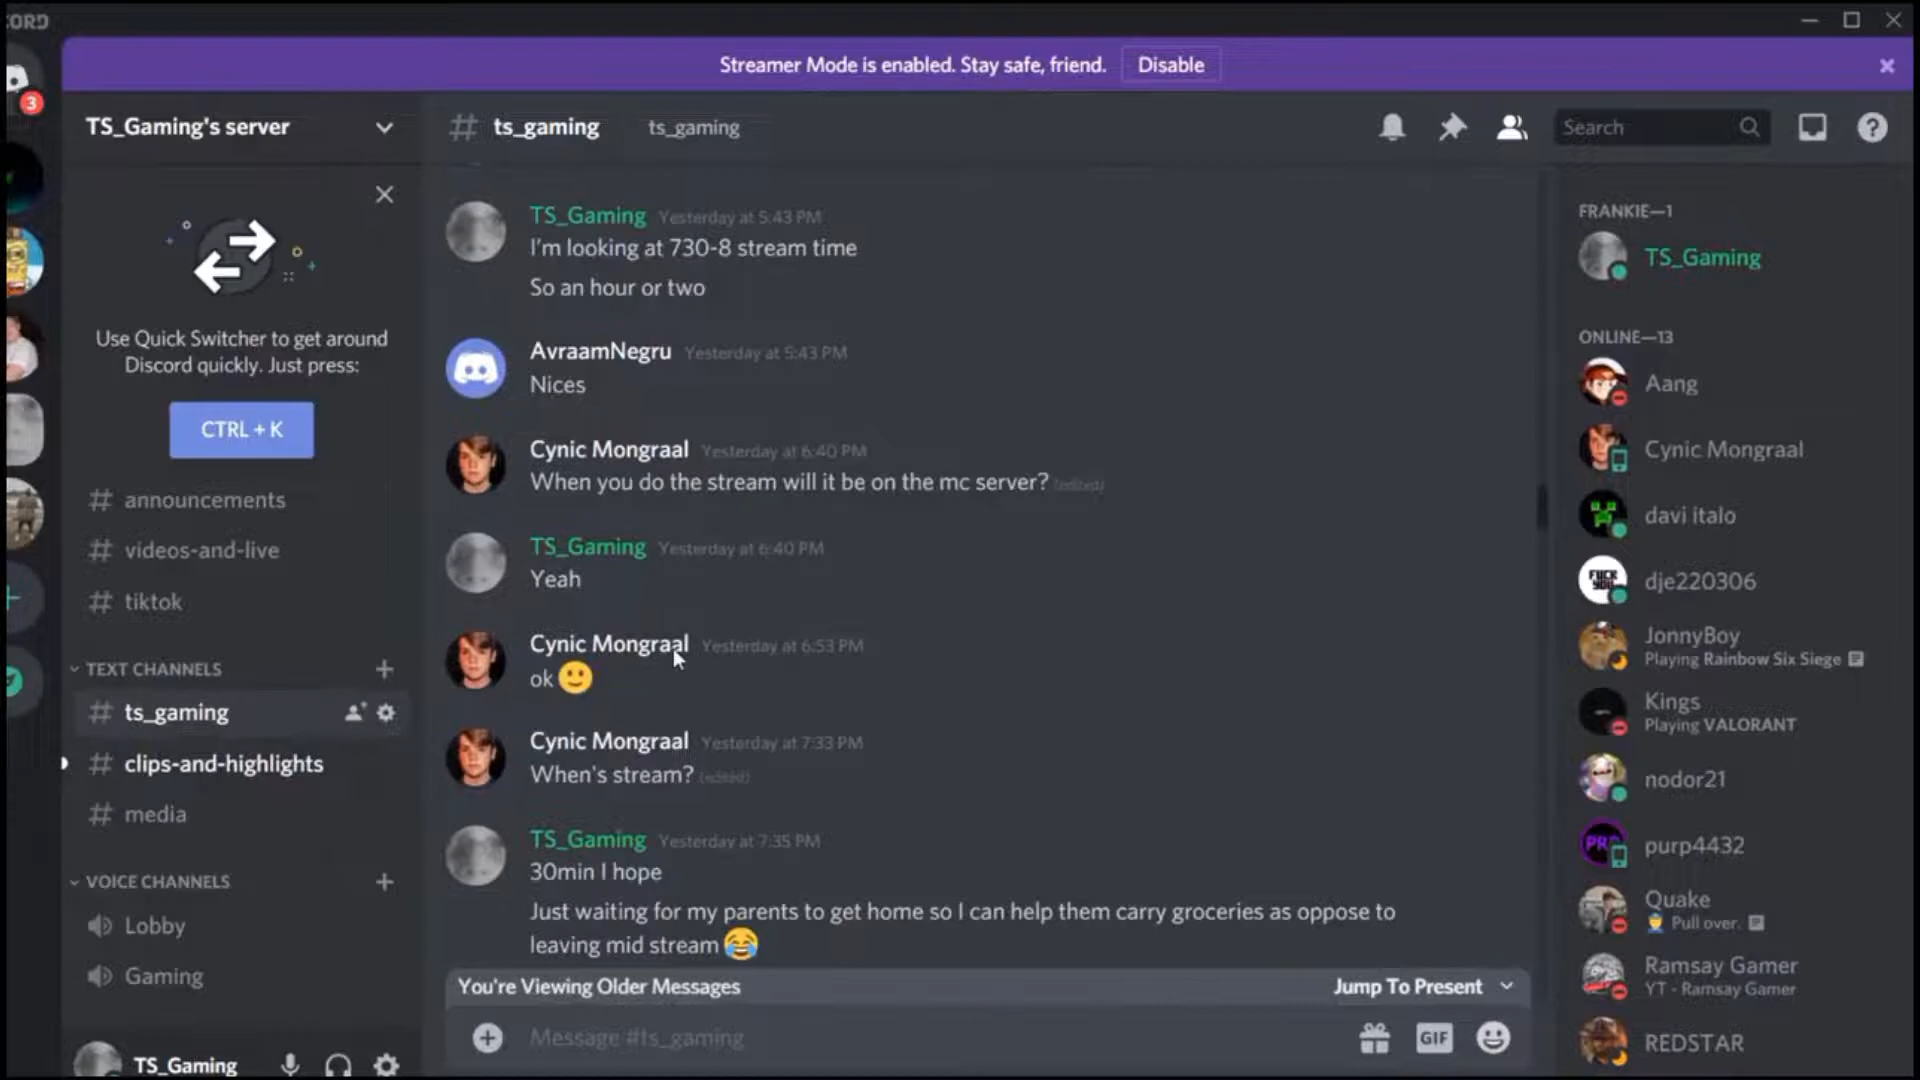 CORD
Streamer Mode is enabled. Stay safe, friend.
Disable
3
TS_Gaming's server
Use Quick Switcher to get around
Discord quickly. Just press:
CTRL + K
announcements
videos-and-live
tiktok
TEXT CHANNELS
ts_gaming
clips-and-highlights
media
VOICE CHANNELS
Lobby
Gaming
TS_Gaming
ts_gaming ts_gaming
Search
TS_Gaming Yesterday at 5:43 PM
I'm looking at 730-8 stream time
So an hour or two
AvraamNegru Yesterday at 5:43 PM
Nices
Cynic Mongraal Yesterday at 6:40 PM
When you do the stream will it be on the mc server? (edited)
TS_Gaming Yesterday at 6:40 PM
Yeah
Cynic Mongraal Yesterday at 6:53 PM
ok
Cynic Mongraal Yesterday at 7:33 PM
When's stream? (edited)
TS_Gaming Yesterday at 7:35 PM
30min I hope
Just waiting for my parents to get home so I can help them carry groceries as oppose to
leaving mid stream
You're Viewing Older Messages
Jump To Present
Message #ts_gaming
GIF
FRANKIE—1
TS_Gaming
ONLINE—13
Aang
Cynic Mongraal
davi italo
FUCK
YOU
dje220306
JonnyBoy
Playing Rainbow Six Siege
Kings
Playing VALORANT
nodor21
PRP
purp4432
Quake
Pull over.
Ramsay Gamer
YT - Ramsay Gamer
REDSTAR